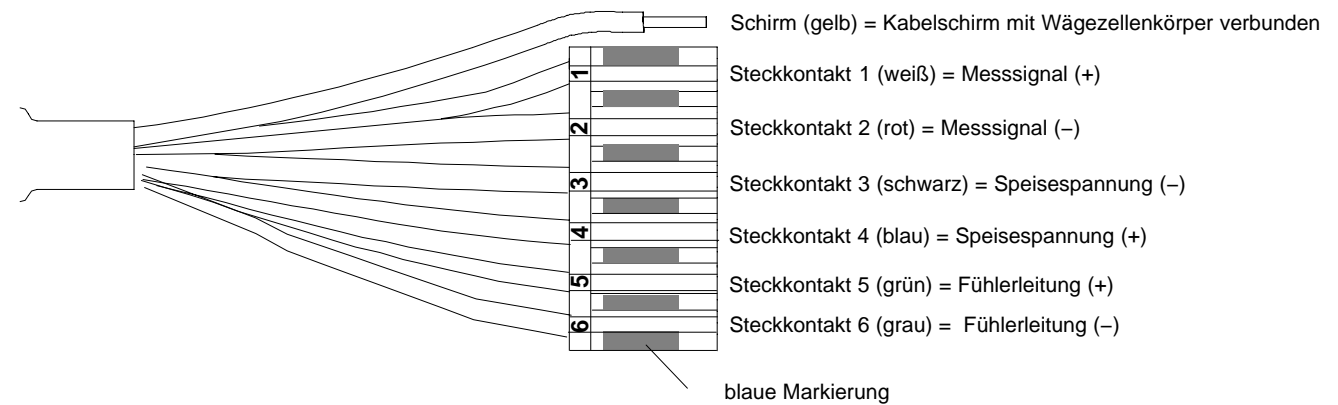 Schirm (gelb) = Kabelschirm mit Wägezellenkörper verbunden
1
Steckkontakt 1 (weiß) = Messsignal (+)
2
Steckkontakt 2 (rot) = Messsignal (−)
3
Steckkontakt 3 (schwarz) = Speisespannung (−)
4
Steckkontakt 4 (blau) = Speisespannung (+)
5
Steckkontakt 5 (grün) = Fühlerleitung (+)
6
Steckkontakt 6 (grau) = Fühlerleitung (−)
blaue Markierung